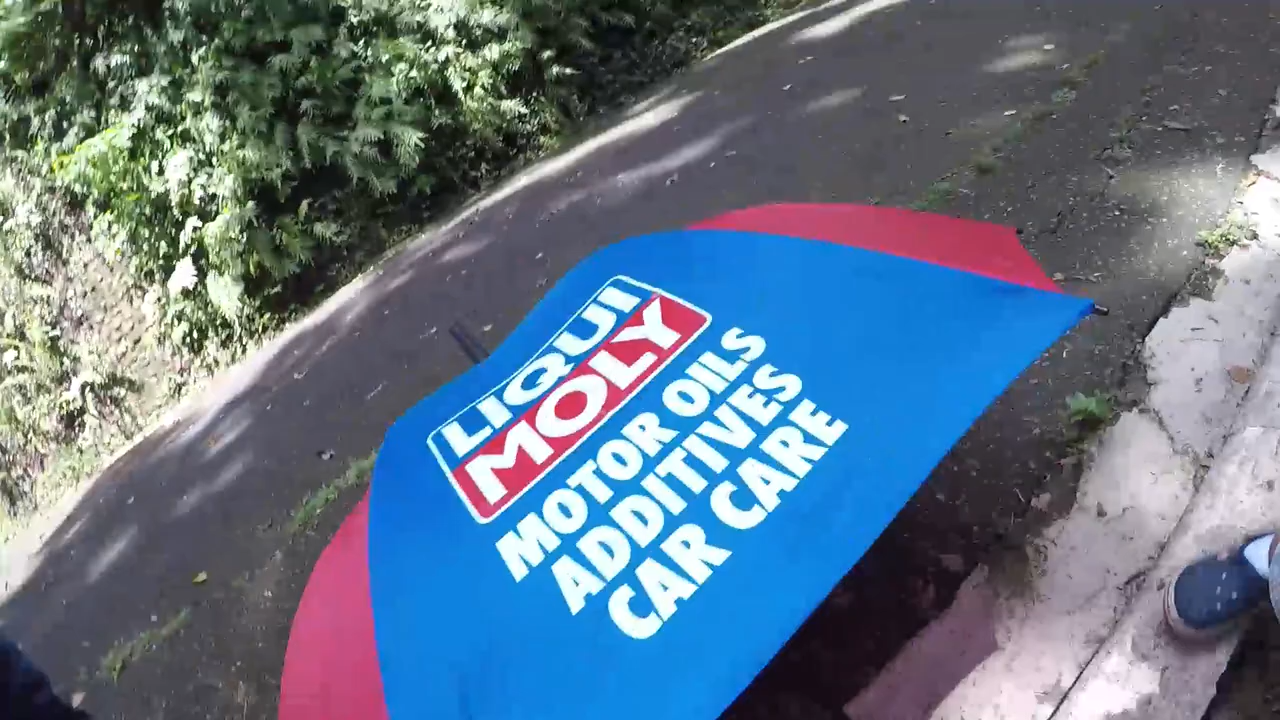 LIQUI
MOLY
MOTOR OILS
ADDITIVES
CAR CARE